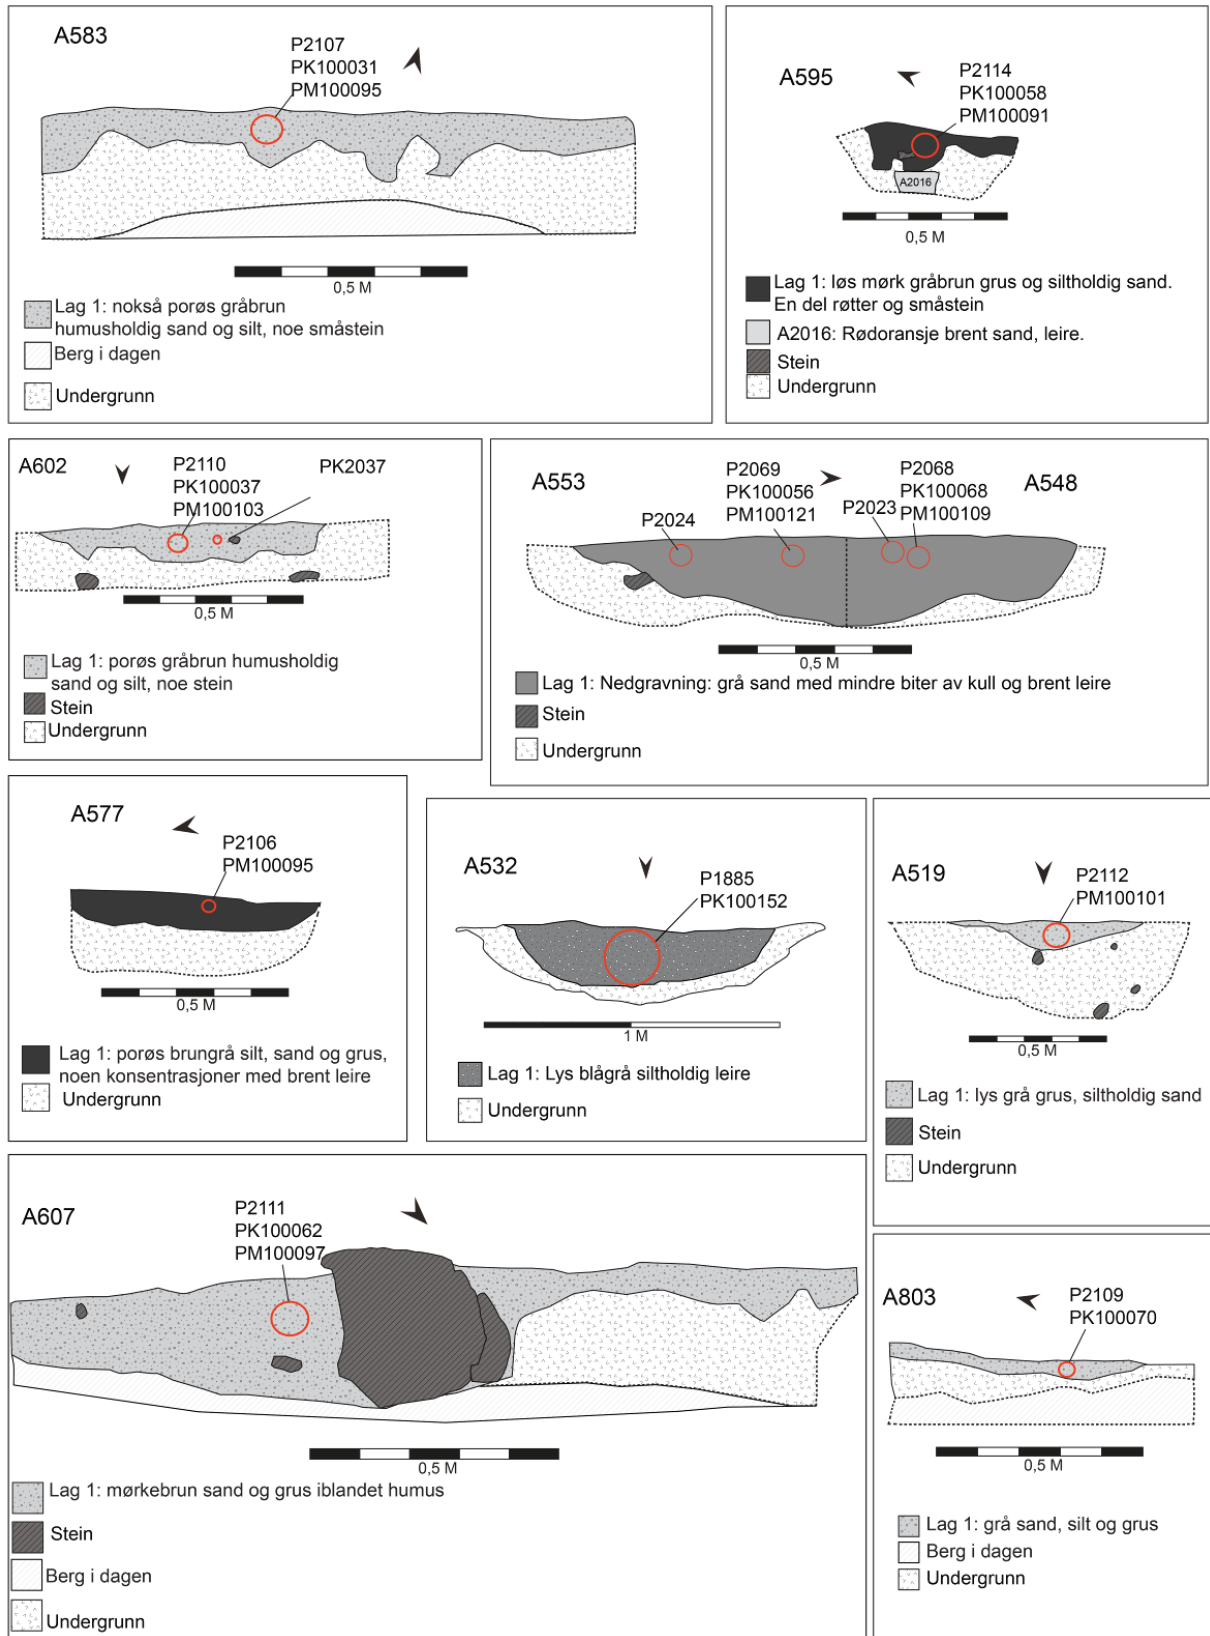 A583
P2107
PK100031
PM100095
0,5 M
Lag 1: nokså porøs gråbrun
humusholdig sand og silt, noe småstein
Berg i dagen
Undergrunn
A595
P2114
PK100058
PM100091
A2016
0,5 M
Lag 1: løs mørk gråbrun grus og siltholdig sand.
En del røtter og småstein
A2016: Rødoransje brent sand, leire.
Stein
Undergrunn
A602
P2110
PK100037
PM100103
PK2037
0,5 M
Lag 1: porøs gråbrun humusholdig
sand og silt, noe stein
Stein
Undergrunn
A553
P2024
P2069
PK100056
PM100121
P2023
P2068
PK100068
PM100109
A548
0,5 M
Lag 1: Nedgravning: grå sand med mindre biter av kull og brent leire
Stein
Undergrunn
A577
P2106
PM100095
0,5 M
Lag 1: porøs brungrå silt, sand og grus,
noen konsentrasjoner med brent leire
Undergrunn
A532
P1885
PK100152
1 M
Lag 1: Lys blågrå siltholdig leire
Undergrunn
A519
P2112
PM100101
0,5 M
Lag 1: lys grå grus, siltholdig sand
Stein
Undergrunn
A607
P2111
PK100062
PM100097
0,5 M
Lag 1: mørkebrun sand og grus iblandet humus
Stein
Berg i dagen
Undergrunn
A803
P2109
PK100070
0,5 M
Lag 1: grå sand, silt og grus
Berg i dagen
Undergrunn